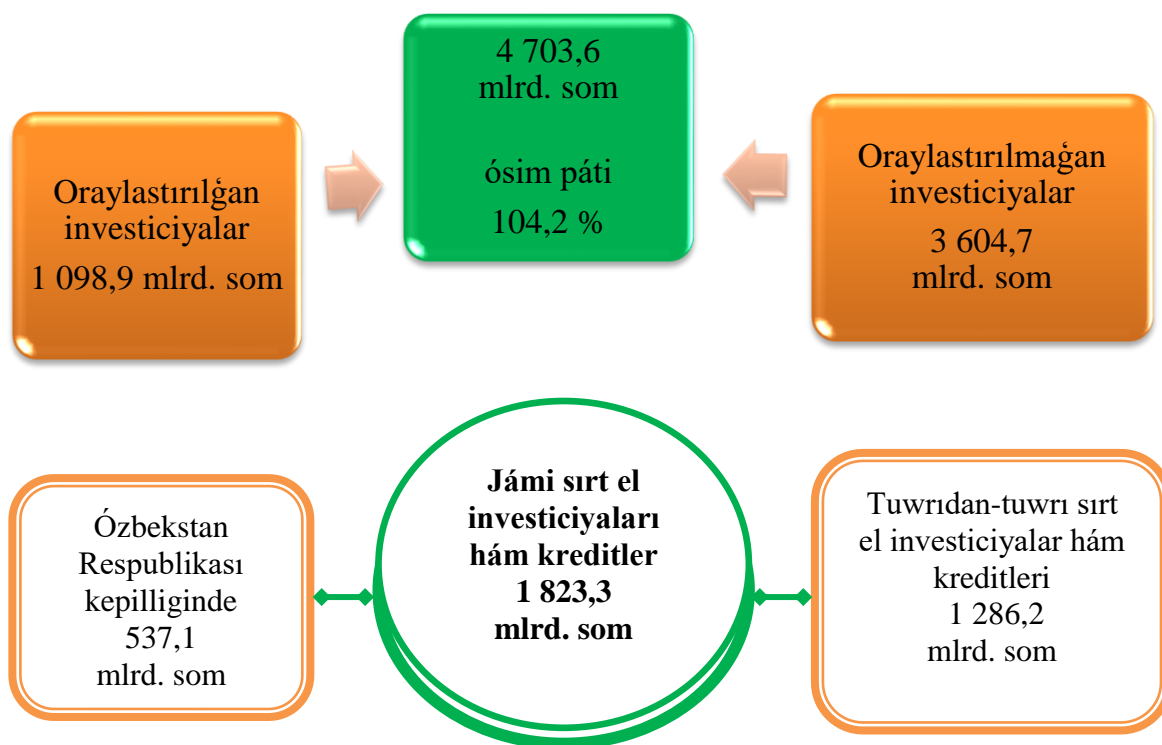 4 703,6
mlrd. som
ósim páti
104,2 %
Oraylastırılǵan
investiciyalar
1 098,9 mlrd. som
Oraylastırılmaǵan
investiciyalar
3 604,7
mlrd. som
Ózbekstan
Respublikası
kepilliginde
537,1
mlrd. som
Jámi sırt el
investiciyaları
hám kreditler
1 823,3
mlrd. som
Tuwrıdan-tuwrı sırt
el investiciyalar hám
kreditleri
1 286,2
mlrd. som